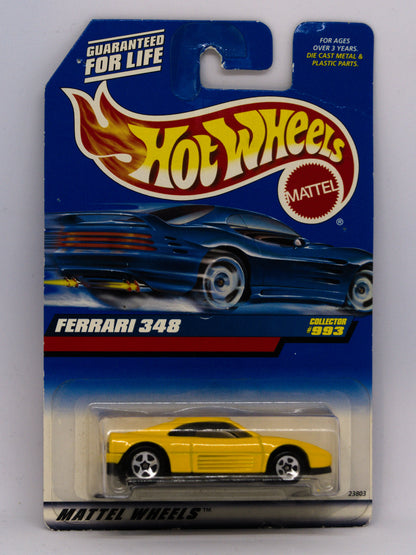 GUARANTEED
FOR LIFE
FOR AGES
OVER 3 YEARS.
DIE CAST METAL &
PLASTIC PARTS.
HOT WHEELS
MATTEL
®
FERRARI 348
COLLECTOR
#993
23803
MATTEL WHEELS™